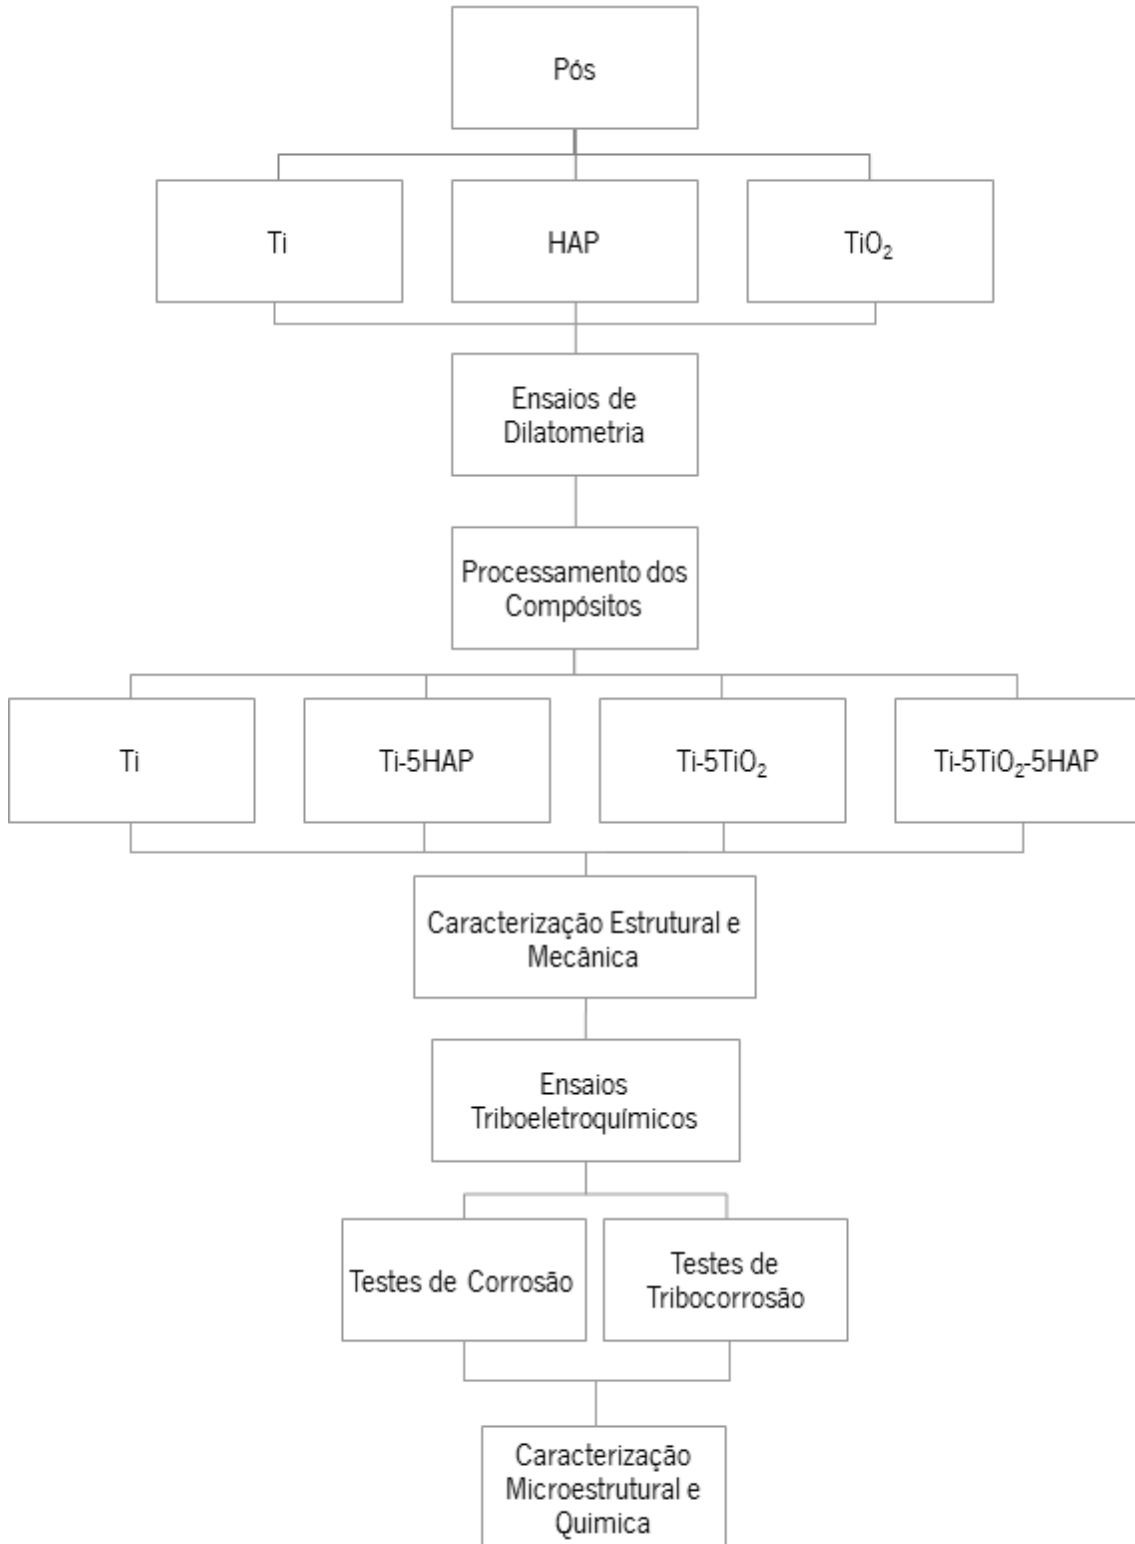 Pós
Ti
HAP
TiO₂
Ensaios de
Dilatometria
Processamento dos
Compósitos
Ti
Ti-5HAP
Ti-5TiO₂
Ti-5TiO₂-5HAP
Caracterização Estrutural e
Mecânica
Ensaios
Triboeletroquímicos
Testes de Corrosão
Testes de
Tribocorrosão
Caracterização
Microestrutural e
Quimica